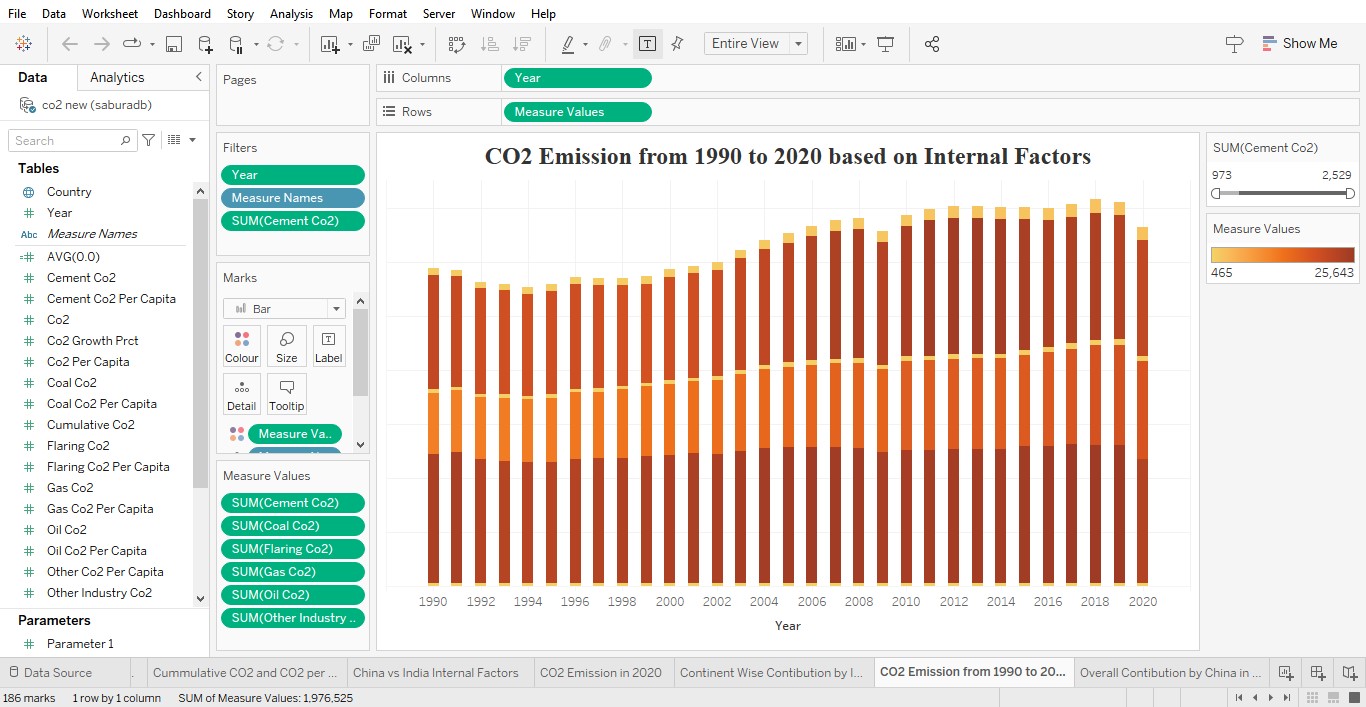 File Data Worksheet Dashboard Story Analysis Map Format Server Window Help
Entire View
Show Me
Data Analytics
co2 new (saburadb)
Search
Tables
Country
Year
Abc Measure Names
AVG(0.0)
Cement Co2
Cement Co2 Per Capita
Co2
Co2 Growth Prct
Co2 Per Capita
Coal Co2
Coal Co2 Per Capita
Cumulative Co2
Flaring Co2
Flaring Co2 Per Capita
Gas Co2
Gas Co2 Per Capita
Oil Co2
Oil Co2 Per Capita
Other Co2 Per Capita
Other Industry Co2
Parameters
Parameter 1
Pages
Filters
Year
Measure Names
SUM(Cement Co2)
Marks
Bar
Colour Size Label
Detail Tooltip
Measure Va..
Measure Values
SUM(Cement Co2)
SUM(Coal Co2)
SUM(Flaring Co2)
SUM(Gas Co2)
SUM(Oil Co2)
SUM(Other Industry ..
Columns Year
Rows Measure Values
CO2 Emission from 1990 to 2020 based on Internal Factors
1990 1992 1994 1996 1998 2000 2002 2004 2006 2008 2010 2012 2014 2016 2018 2020
Year
SUM(Cement Co2)
973 2,529
Measure Values
465 25,643
Data Source . Cummulative CO2 and CO2 per ... China vs India Internal Factors CO2 Emission in 2020 Continent Wise Contibution by I... CO2 Emission from 1990 to 20... Overall Contibution by China in ...
186 marks 1 row by 1 column SUM of Measure Values: 1,976,525